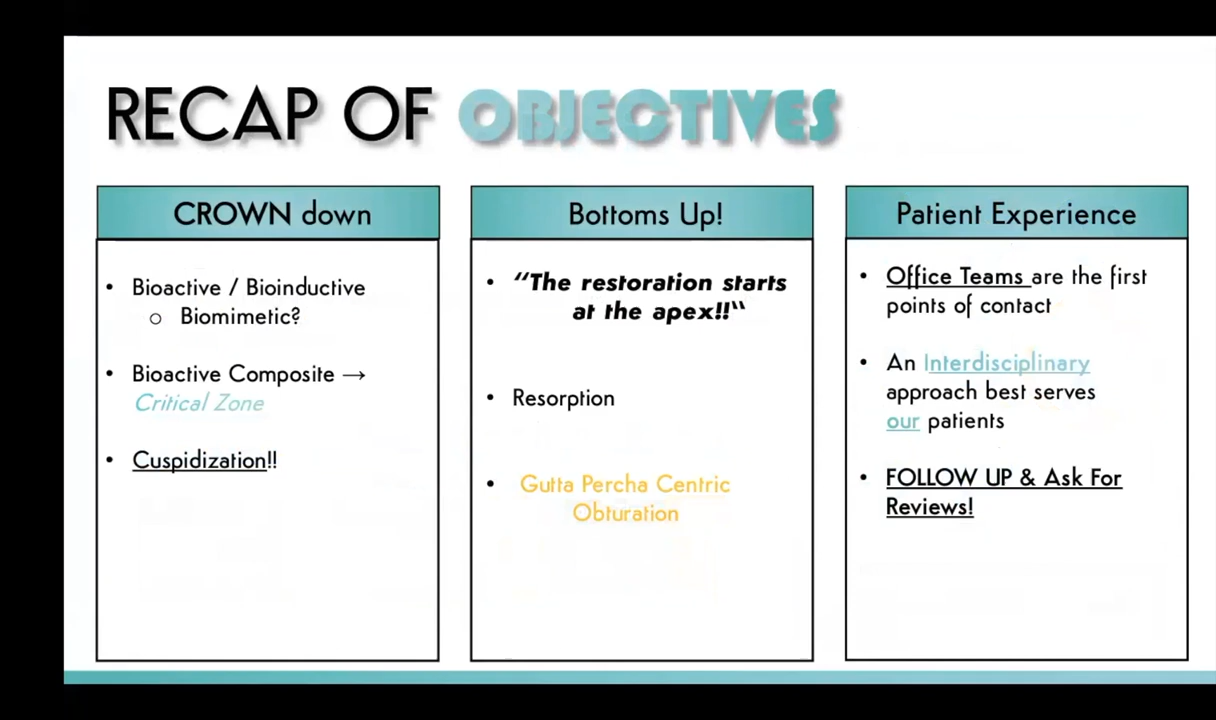 RECAP OF OBJECTIVES
CROWN down
• Bioactive / Bioinductive
o Biomimetic?
• Bioactive Composite →
Critical Zone
• Cuspidization!!
Bottoms Up!
• “The restoration starts
at the apex!!“
• Resorption
• Gutta Percha Centric
Obturation
Patient Experience
• Office Teams are the first
points of contact
• An Interdisciplinary
approach best serves
our patients
• FOLLOW UP & Ask For
Reviews!